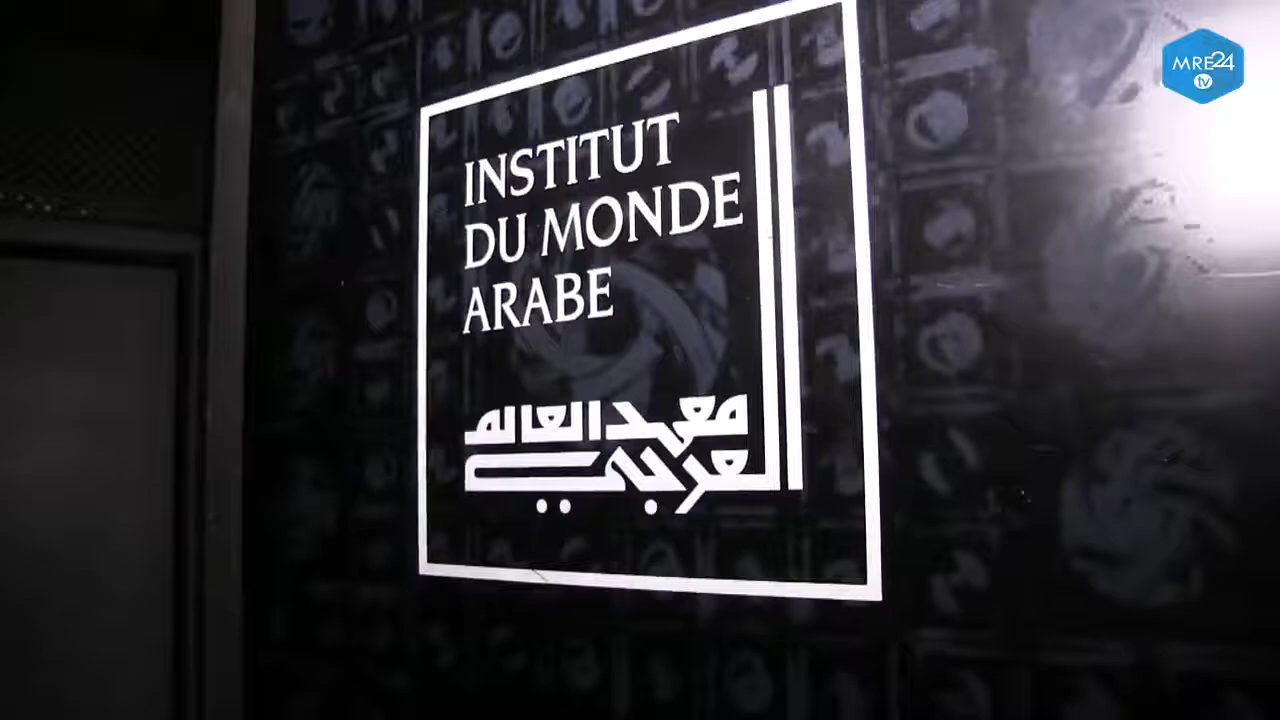 MRE24
tv
INSTITUT
DU MONDE
ARABE
معهد العالم
العربي